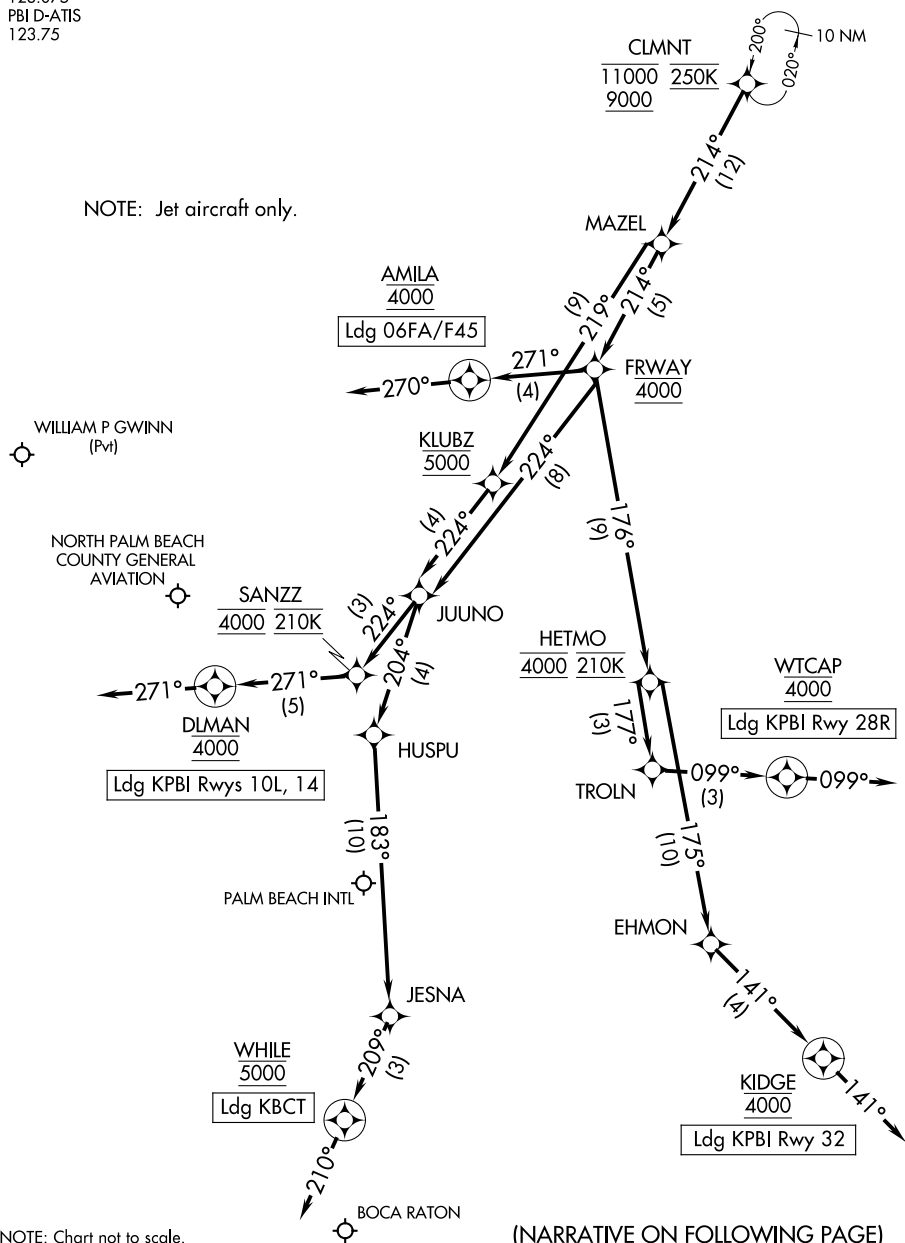 PBI D-ATIS
123.75
CLMNT
11000 250K
9000
200°
020°
10 NM
214°
(12)
NOTE: Jet aircraft only.
MAZEL
214°
(5)
(9)
219°
AMILA
4000
Ldg 06FA/F45
271°
(4)
270°
FRWAY
4000
WILLIAM P GWINN
(Pvt)
KLUBZ
5000
224°
(8)
(4)
224°
176°
(9)
NORTH PALM BEACH
COUNTY GENERAL
AVIATION
SANZZ
4000 210K
(3)
224°
JUUNO
204°
(4)
HETMO
4000 210K
177°
(3)
WTCAP
4000
Ldg KPBI Rwy 28R
271°
271°
(5)
DLMAN
4000
Ldg KPBI Rwys 10L, 14
HUSPU
TROLN
099°
(3)
099°
183°
(10)
175°
(10)
PALM BEACH INTL
EHMON
141°
(4)
JESNA
209°
(3)
WHILE
5000
Ldg KBCT
210°
KIDGE
4000
Ldg KPBI Rwy 32
141°
BOCA RATON
NOTE: Chart not to scale.
(NARRATIVE ON FOLLOWING PAGE)